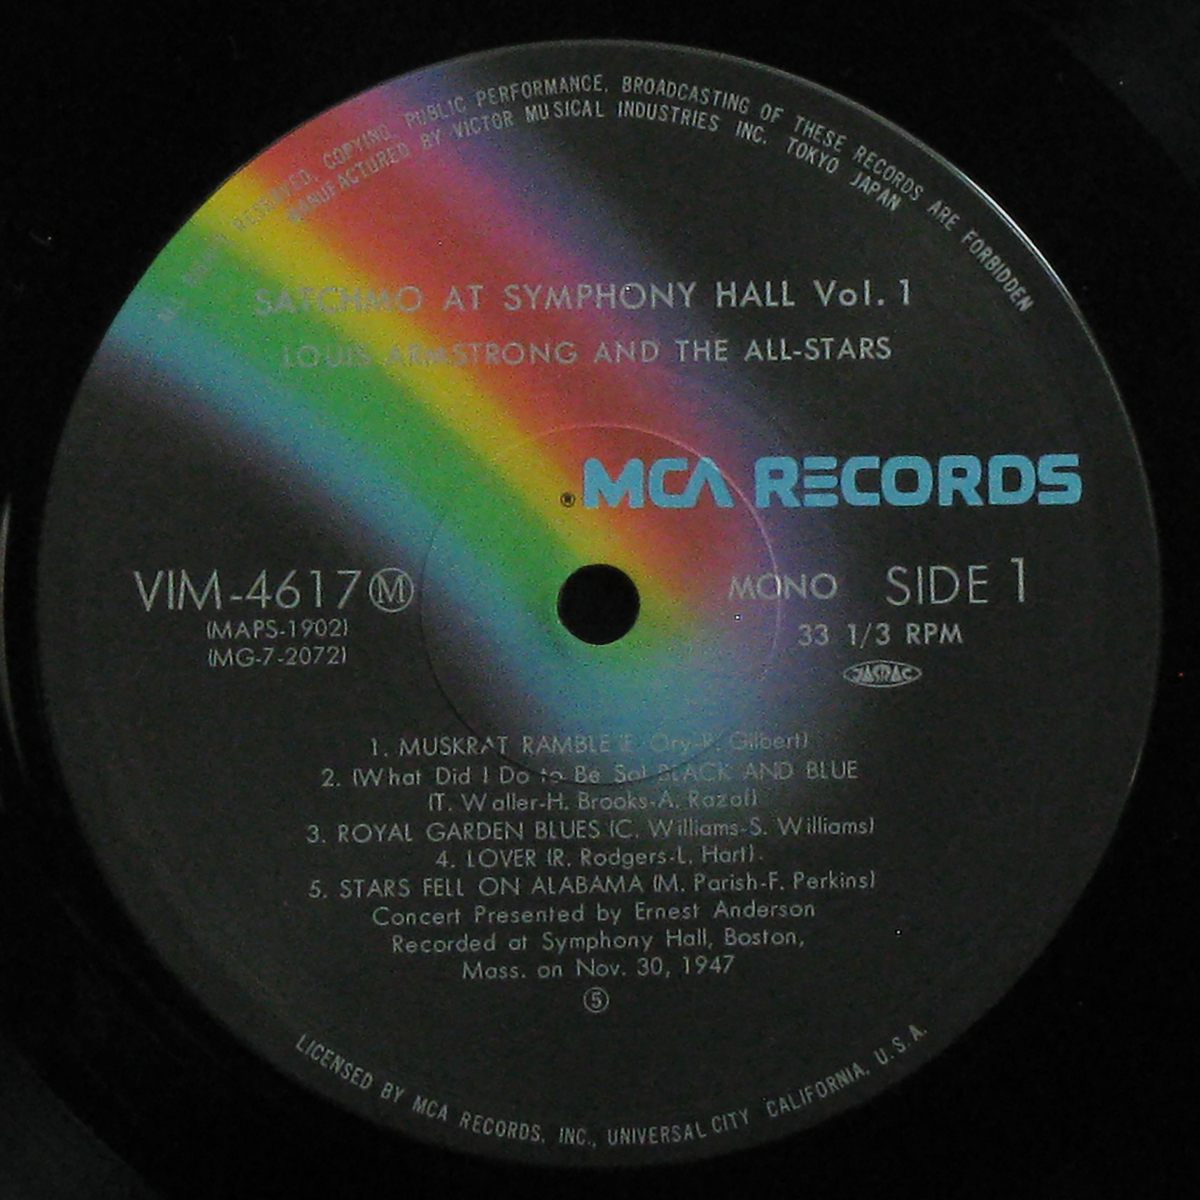 ALL RIGHTS RESERVED. COPYING, PUBLIC PERFORMANCE, BROADCASTING OF THESE RECORDS ARE FORBIDDEN
MANUFACTURED BY VICTOR MUSICAL INDUSTRIES INC. TOKYO JAPAN
SATCHMO AT SYMPHONY HALL Vol. 1
LOUIS ARMSTRONG AND THE ALL-STARS
® MCA RECORDS
VIM-4617 Ⓜ
(MAPS-1902)
(MG-7-2072)
MONO SIDE 1
33 1/3 RPM
JASRAC
1. MUSKRAT RAMBLE (E. Ory-R. Gilbert)
2. (What Did I Do to Be So) BLACK AND BLUE
(T. Waller-H. Brooks-A. Razof)
3. ROYAL GARDEN BLUES (C. Williams-S. Williams)
4. LOVER (R. Rodgers-L. Hart)
5. STARS FELL ON ALABAMA (M. Parish-F. Perkins)
Concert Presented by Ernest Anderson
Recorded at Symphony Hall, Boston,
Mass. on Nov. 30, 1947
⑤
LICENSED BY MCA RECORDS, INC., UNIVERSAL CITY CALIFORNIA, U.S.A.